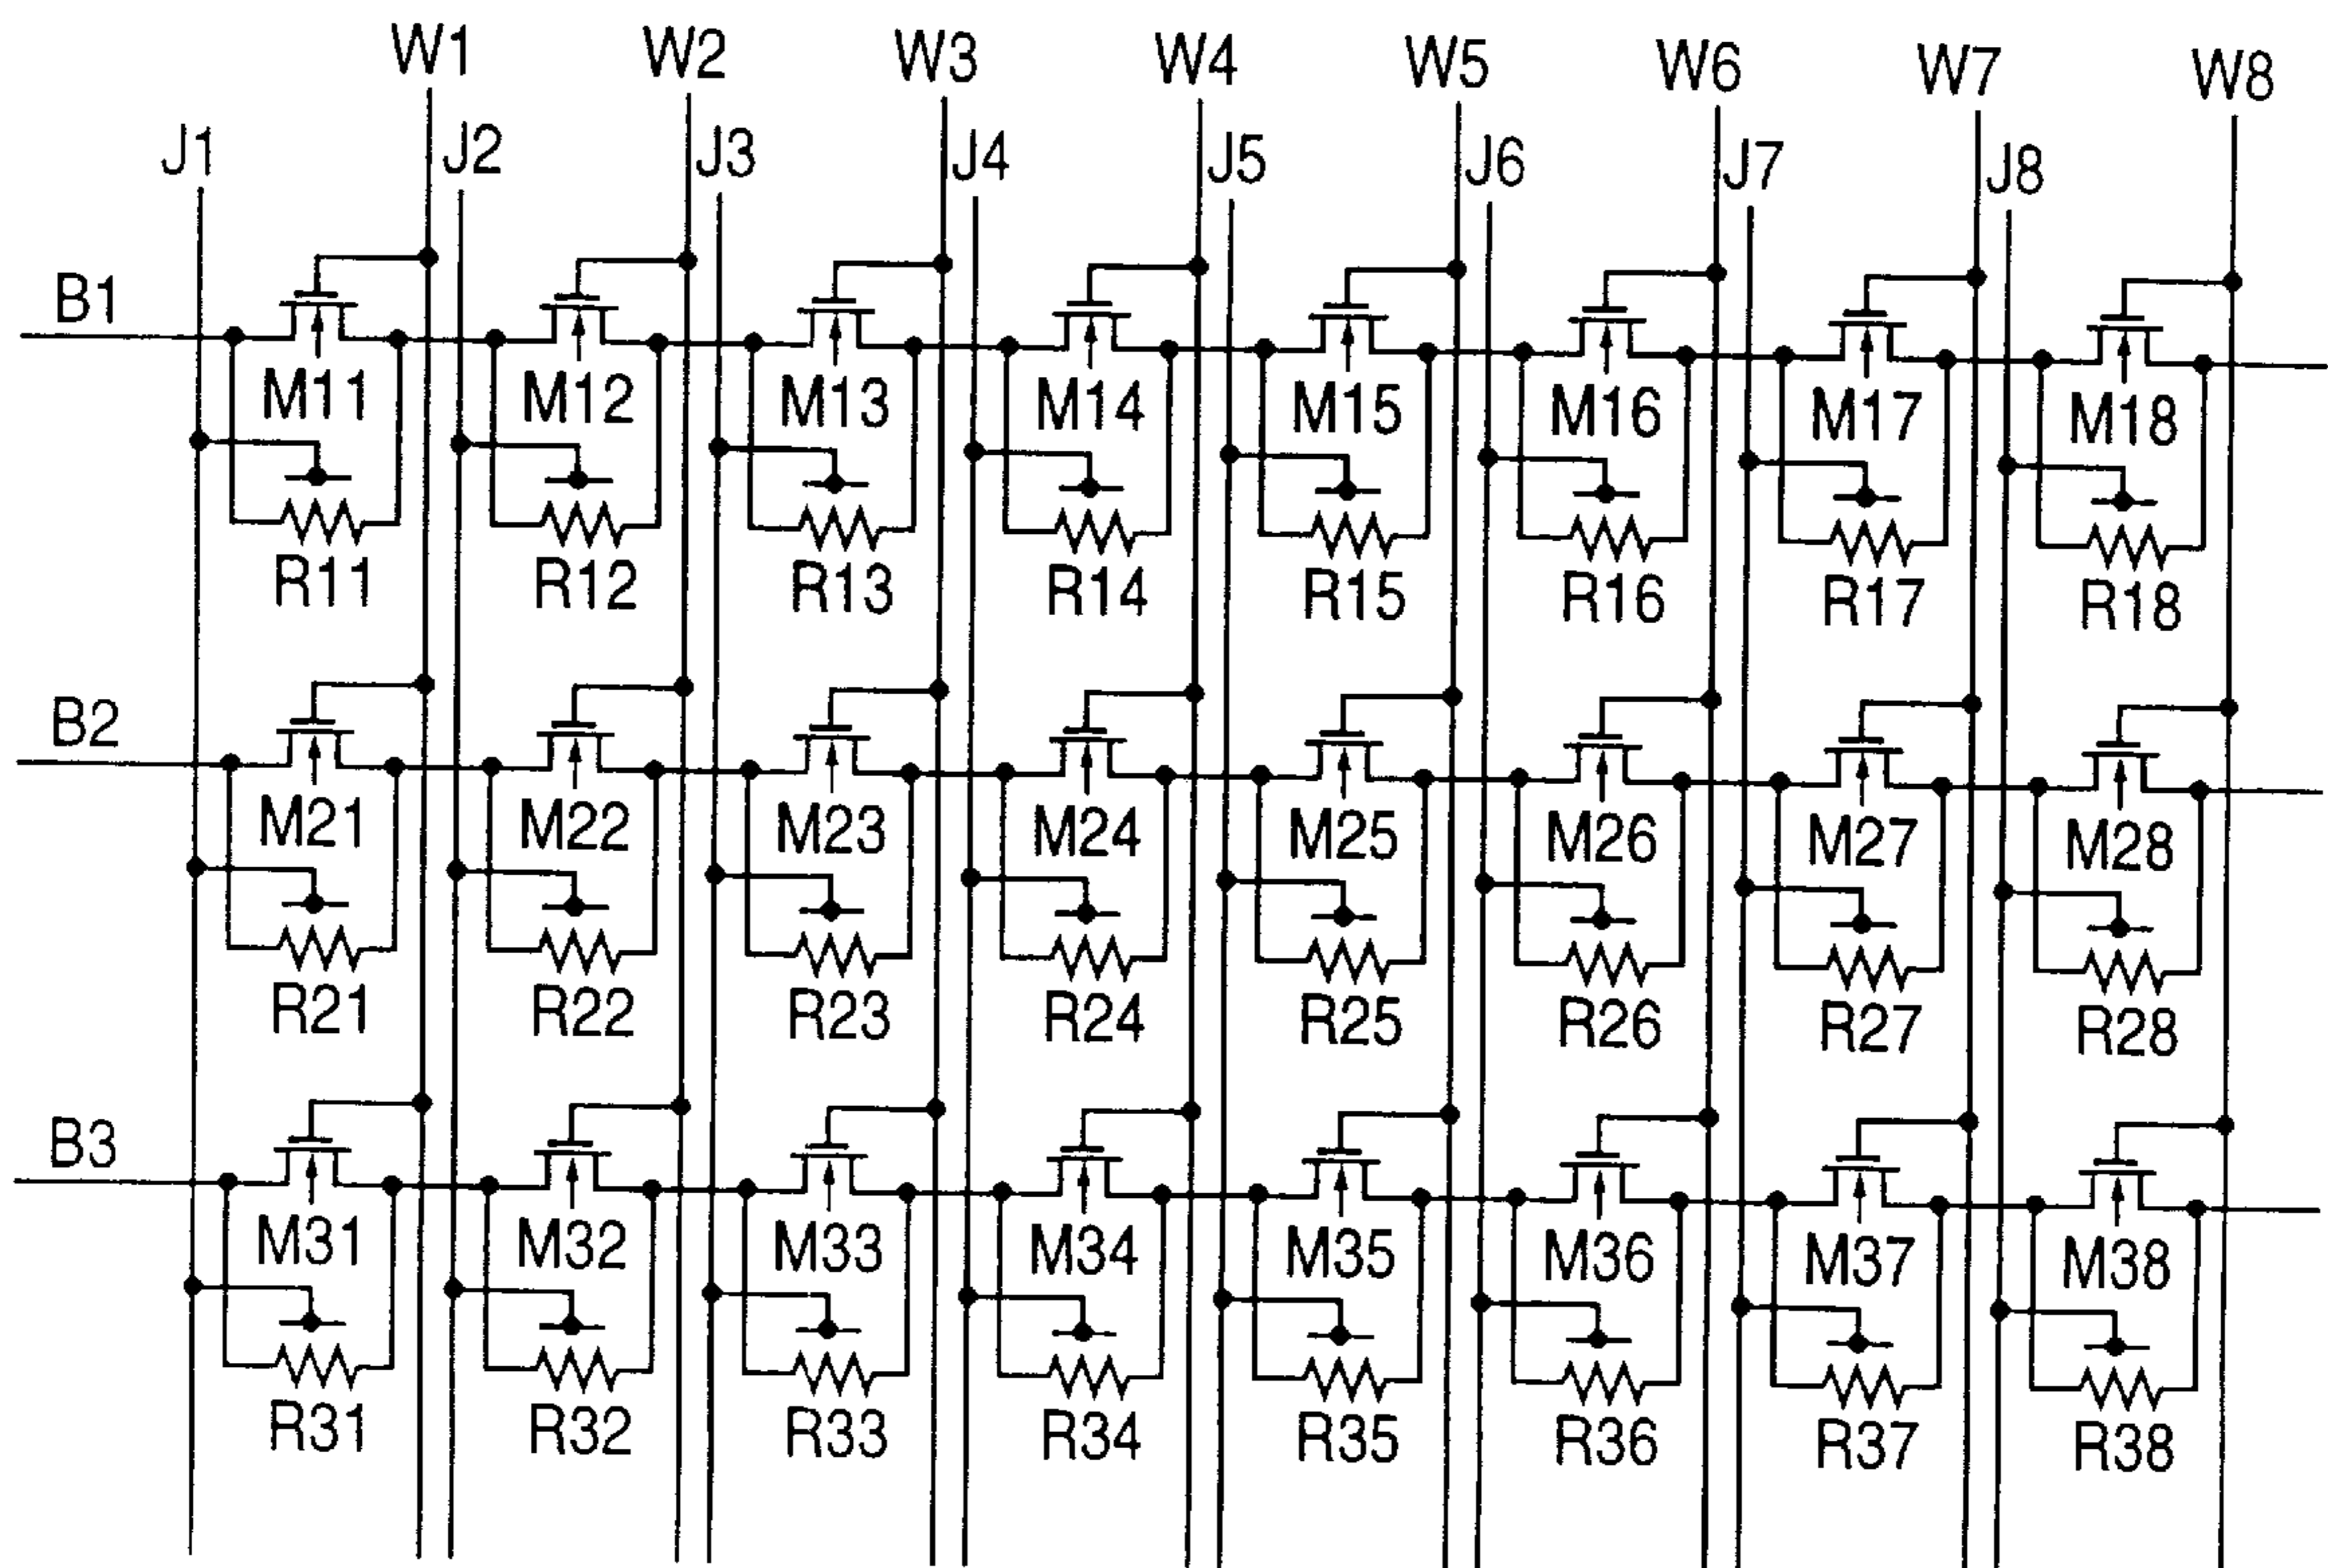 W1 W2 W3 W4 W5 W6 W7 W8
J1 J2 J3 J4 J5 J6 J7 J8
B1
M11 M12 M13 M14 M15 M16 M17 M18
R11 R12 R13 R14 R15 R16 R17 R18
B2
M21 M22 M23 M24 M25 M26 M27 M28
R21 R22 R23 R24 R25 R26 R27 R28
B3
M31 M32 M33 M34 M35 M36 M37 M38
R31 R32 R33 R34 R35 R36 R37 R38